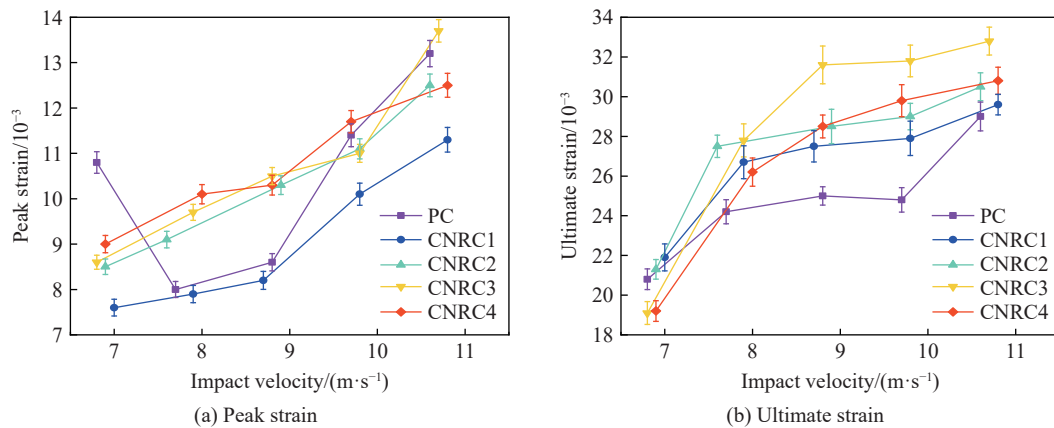 14
13
12
11
10
9
8
7
Peak strain/10⁻³
PC
CNRC1
CNRC2
CNRC3
CNRC4
7 8 9 10 11
Impact velocity/(m·s⁻¹)
(a) Peak strain
34
32
30
28
26
24
22
20
18
Ultimate strain/10⁻³
PC
CNRC1
CNRC2
CNRC3
CNRC4
7 8 9 10 11
Impact velocity/(m·s⁻¹)
(b) Ultimate strain